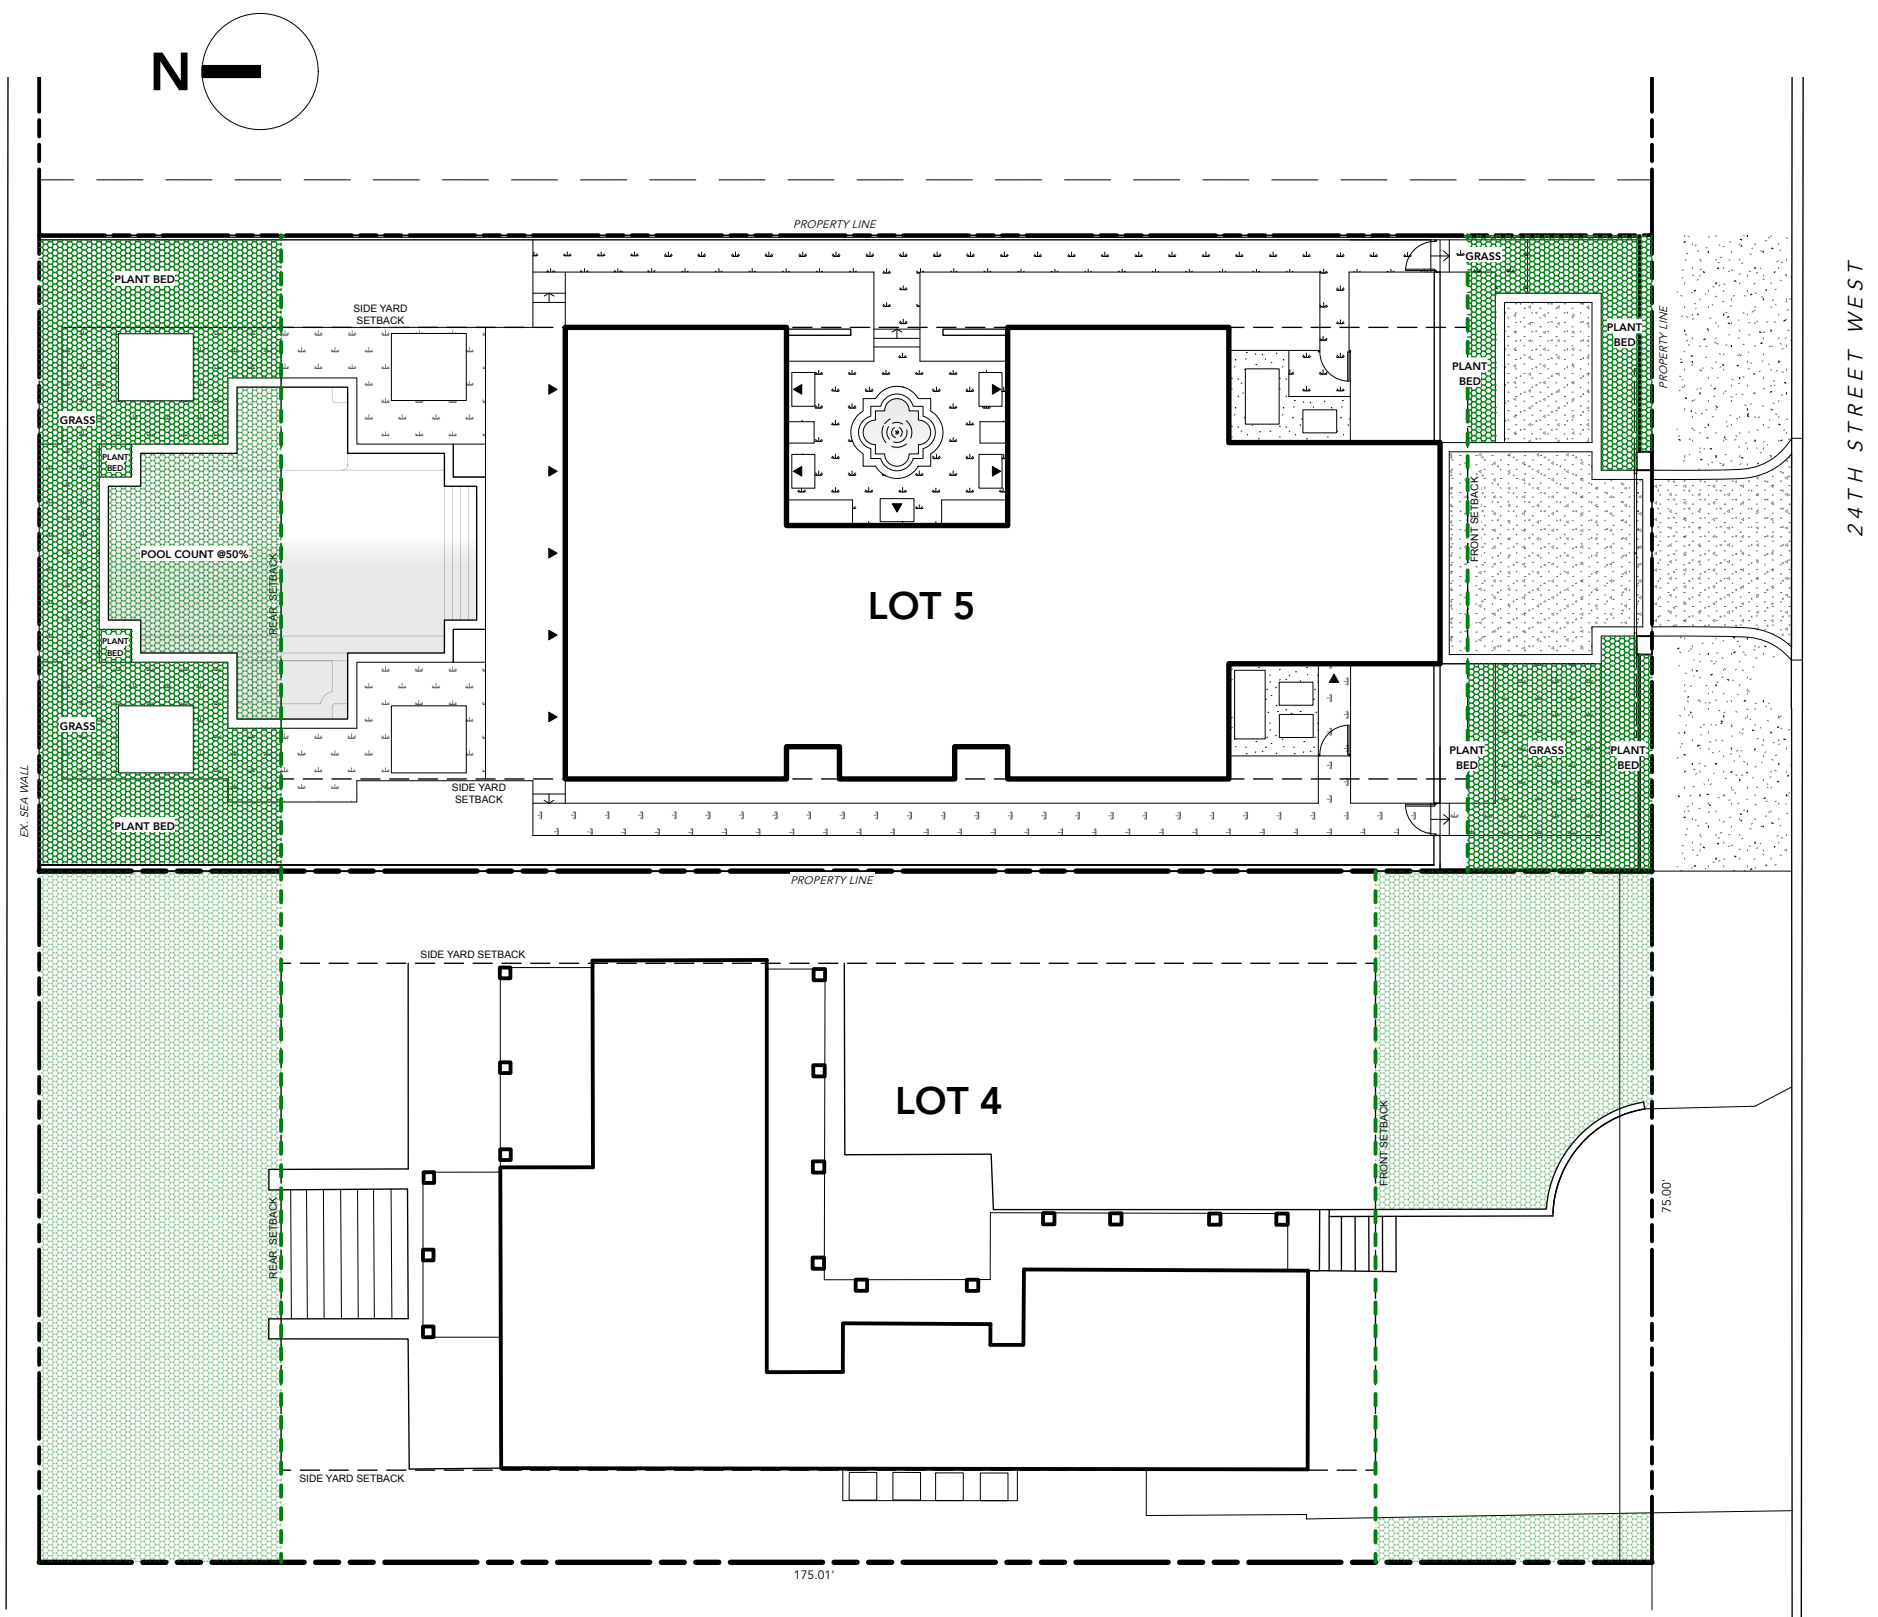 N
PROPERTY LINE
PLANT BED
GRASS
SIDE YARD
SETBACK
PLANT
BED
PROPERTY LINE
24TH STREET WEST
PLANT
BED
GRASS
PLANT
BED
FRONT SETBACK
POOL COUNT @50%
REAR SETBACK
LOT 5
PLANT
BED
GRASS
PLANT
BED
GRASS
PLANT
BED
EX. SEA WALL
SIDE YARD
SETBACK
PLANT BED
PROPERTY LINE
SIDE YARD SETBACK
LOT 4
FRONT SETBACK
75.00'
REAR SETBACK
SIDE YARD SETBACK
175.01'